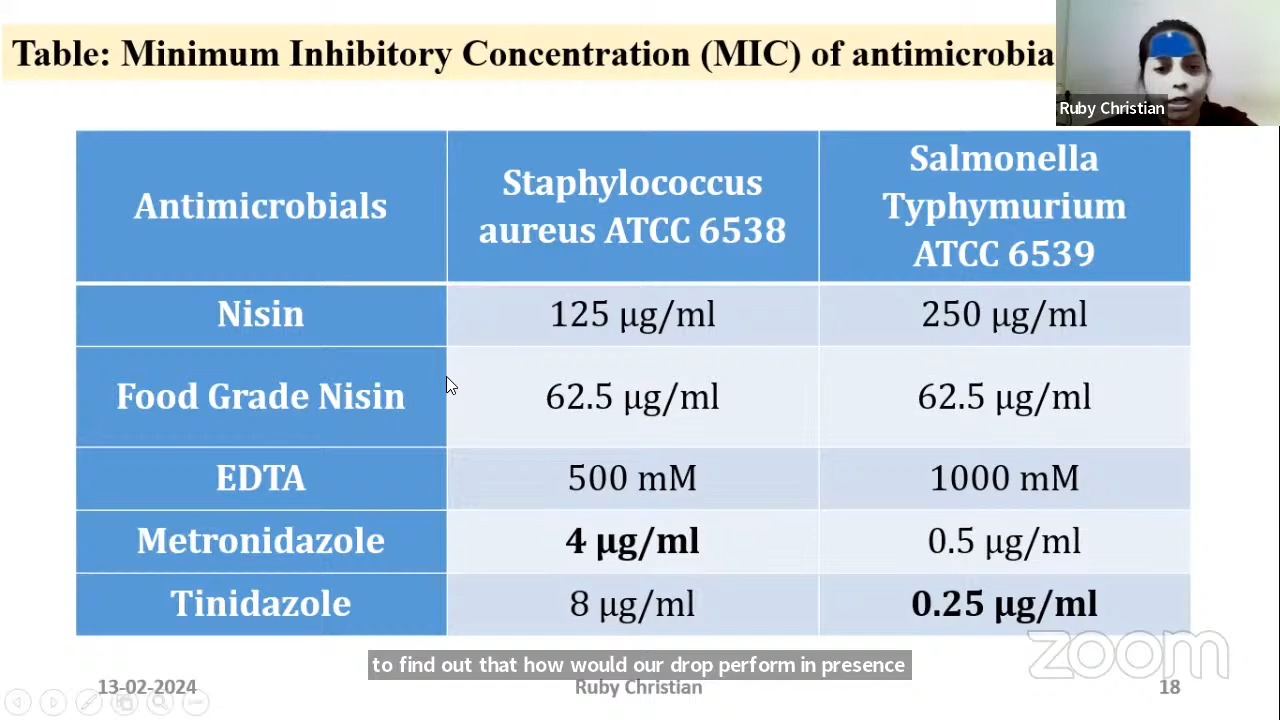 Table: Minimum Inhibitory Concentration (MIC) of antimicrobia
Ruby Christian
Antimicrobials
Staphylococcus
aureus ATCC 6538
Salmonella
Typhymurium
ATCC 6539
Nisin
125 µg/ml
250 µg/ml
Food Grade Nisin
62.5 µg/ml
62.5 µg/ml
EDTA
500 mM
1000 mM
Metronidazole
4 µg/ml
0.5 µg/ml
Tinidazole
8 µg/ml
0.25 µg/ml
zoom
to find out that how would our drop perform in presence
13-02-2024
Ruby Christian
18